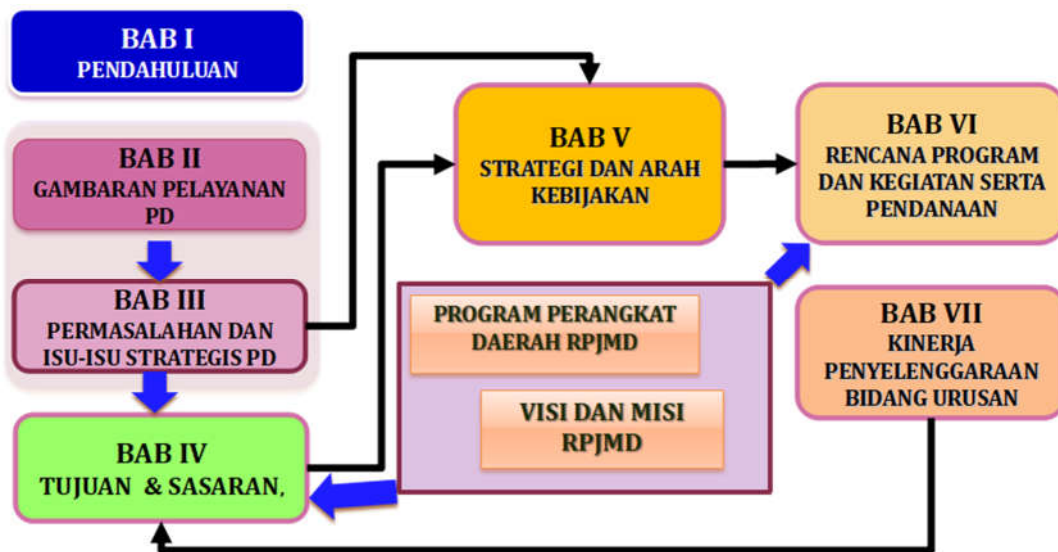 BAB I
PENDAHULUAN
BAB II
GAMBARAN PELAYANAN
PD
BAB III
PERMASALAHAN DAN
ISU-ISU STRATEGIS PD
BAB IV
TUJUAN & SASARAN,
BAB V
STRATEGI DAN ARAH
KEBIJAKAN
BAB VI
RENCANA PROGRAM
DAN KEGIATAN SERTA
PENDANAAN
PROGRAM PERANGKAT
DAERAH RPJMD
VISI DAN MISI
RPJMD
BAB VII
KINERJA
PENYELENGGARAAN
BIDANG URUSAN